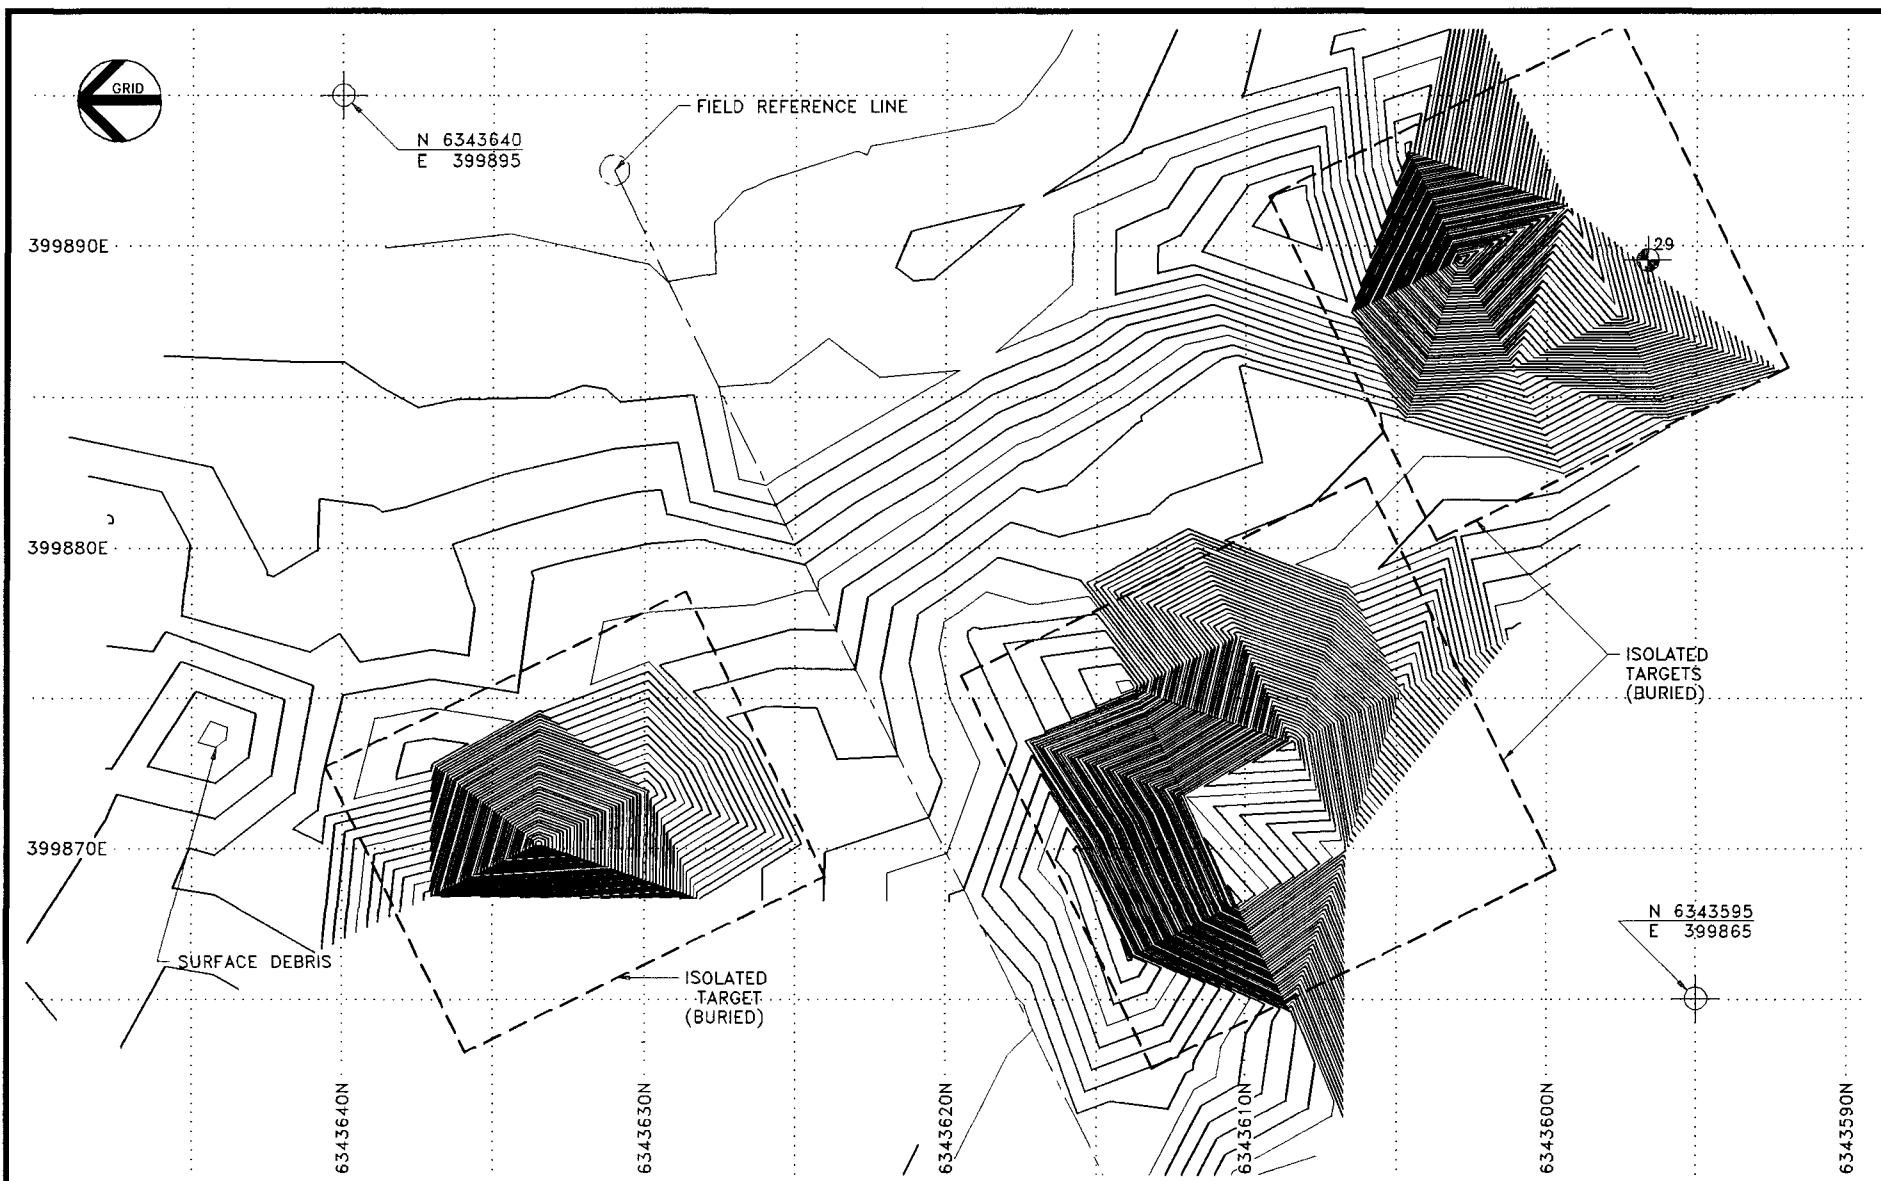 GRID
N 6343640
E 399895
FIELD REFERENCE LINE
399890E
29
399880E
ISOLATED
TARGETS
(BURIED)
399870E
N 6343595
E 399865
SURFACE DEBRIS
ISOLATED
TARGET
(BURIED)
6343640N
6343630N
6343620N
6343610N
6343600N
6343590N